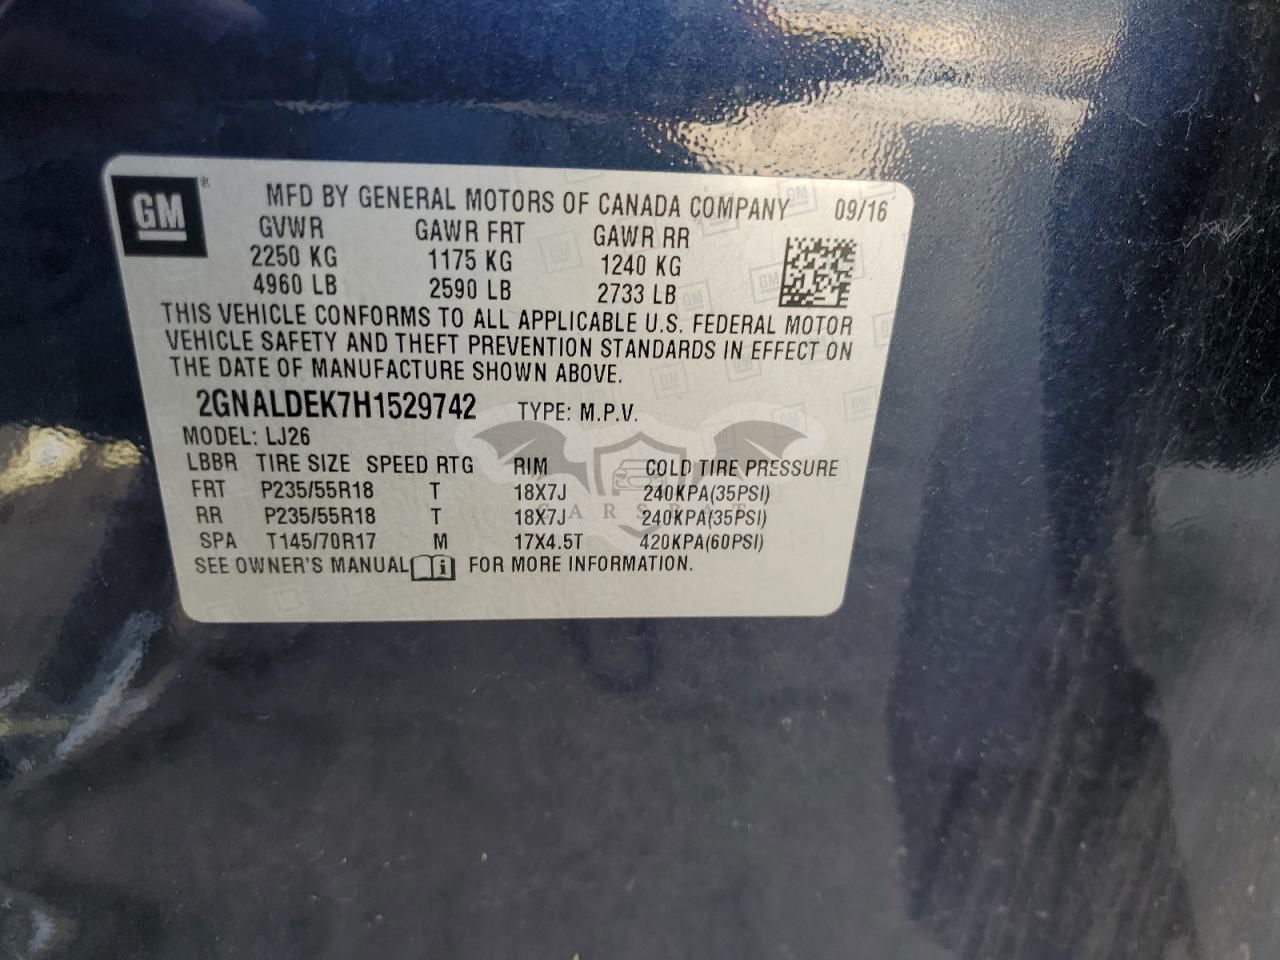 GM ® MFD BY GENERAL MOTORS OF CANADA COMPANY 09/16
GVWR GAWR FRT GAWR RR
2250 KG 1175 KG 1240 KG
4960 LB 2590 LB 2733 LB
THIS VEHICLE CONFORMS TO ALL APPLICABLE U.S. FEDERAL MOTOR
VEHICLE SAFETY AND THEFT PREVENTION STANDARDS IN EFFECT ON
THE DATE OF MANUFACTURE SHOWN ABOVE.
2GNALDEK7H1529742 TYPE: M.P.V.
MODEL: LJ26
LBBR TIRE SIZE SPEED RTG RIM COLD TIRE PRESSURE
FRT P235/55R18 T 18X7J 240KPA(35PSI)
RR P235/55R18 T 18X7J 240KPA(35PSI)
SPA T145/70R17 M 17X4.5T 420KPA(60PSI)
SEE OWNER'S MANUAL i FOR MORE INFORMATION.